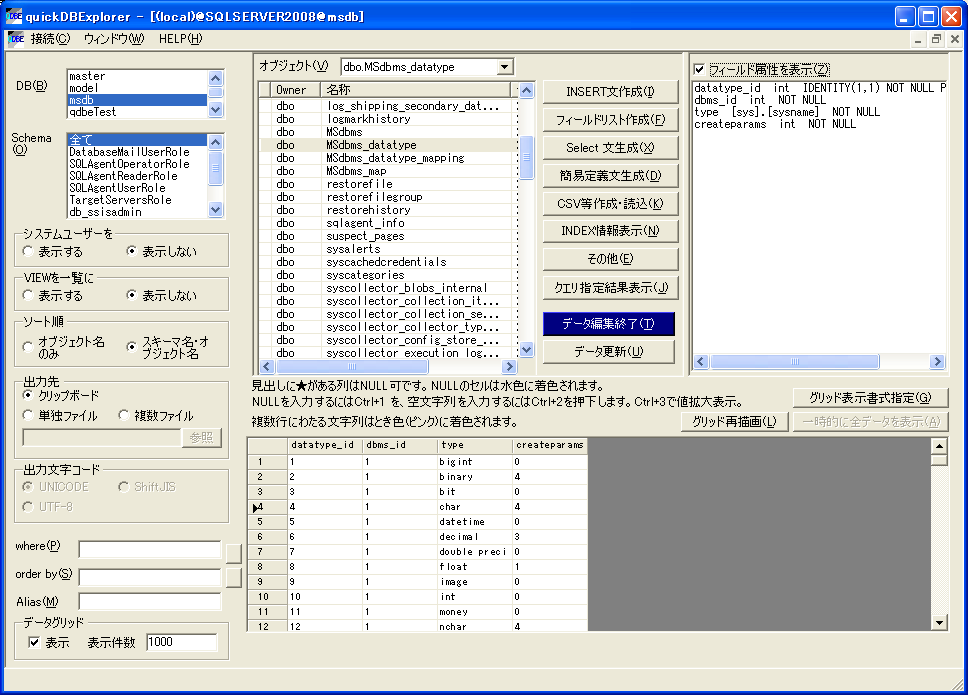 quickDBExplorer - [(local)@SQLSERVER2008@msdb]
接続(C) ウィンドウ(W) HELP(H)
DB(B)
master
model
msdb
qdbeTest
Schema
(O)
全て
DatabaseMailUserRole
SQLAgentOperatorRole
SQLAgentReaderRole
SQLAgentUserRole
TargetServersRole
db_ssisadmin
システムユーザーを
表示する 表示しない
VIEWを一覧に
表示する 表示しない
ソート順
オブジェクト名
のみ
スキーマ名・オ
ブジェクト名
出力先
クリップボード
単独ファイル 複数ファイル
参照
出力文字コード
UNICODE ShiftJIS
UTF-8
where(P)
order by(S)
Alias(M)
データグリッド
表示 表示件数 1000
オブジェクト(V) dbo.MSdbms_datatype
Owner 名称
dbo log_shipping_secondary_dat...
dbo logmarkhistory
dbo MSdbms
dbo MSdbms_datatype
dbo MSdbms_datatype_mapping
dbo MSdbms_map
dbo restorefile
dbo restorefilegroup
dbo restorehistory
dbo sqlagent_info
dbo suspect_pages
dbo sysalerts
dbo syscachedcredentials
dbo syscategories
dbo syscollector_blobs_internal
dbo syscollector_collection_it...
dbo syscollector_collection_se...
dbo syscollector_collector_typ...
dbo syscollector_config_store_...
dbo syscollector_execution_log...
INSERT文作成(I)
フィールドリスト作成(F)
Select 文生成(X)
簡易定義文生成(D)
CSV等作成・読込(K)
INDEX情報表示(N)
その他(E)
クエリ指定結果表示(J)
データ編集終了(T)
データ更新(U)
フィールド属性を表示(Z)
datatype_id int IDENTITY(1,1) NOT NULL P
dbms_id int NOT NULL
type [sys].[sysname] NOT NULL
createparams int NOT NULL
見出しに★がある列はNULL可です。NULLのセルは水色に着色されます。
NULLを入力するにはCtrl+1 を、空文字列を入力するにはCtrl+2を押下します。Ctrl+3で値拡大表示。
複数行にわたる文字列はとき色(ピンク)に着色されます。
グリッド表示書式指定(G)
グリッド再描画(L) 一時的に全データを表示(A)
datatype_id dbms_id type createparams
1 1 1 bigint 0
2 2 1 binary 4
3 3 1 bit 0
4 4 1 char 4
5 5 1 datetime 0
6 6 1 decimal 3
7 7 1 double preci 0
8 8 1 float 1
9 9 1 image 0
10 10 1 int 0
11 11 1 money 0
12 12 1 nchar 4